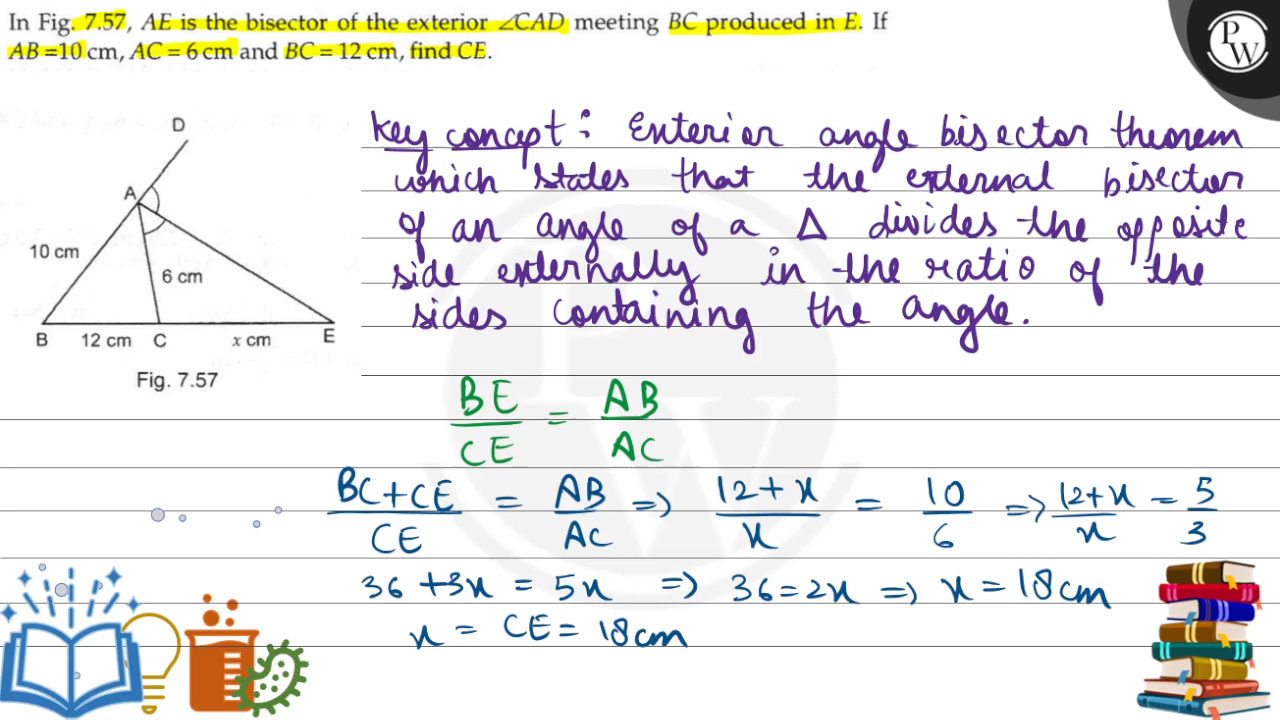 In Fig. 7.57, AE is the bisector of the exterior ∠CAD meeting BC produced in E. If
AB =10 cm, AC = 6 cm and BC = 12 cm, find CE.
PW
D
A
10 cm
6 cm
B 12 cm C x cm E
Fig. 7.57
Key concept : Exterior angle bisector theorem
which states that the external bisector
of an angle of a Δ divides the opposite
side externally in the ratio of the
sides containing the angle.
BE/CE = AB/AC
BC+CE/CE = AB/AC => 12+x/x = 10/6 => 12+x/x = 5/3
36 +3x = 5x => 36=2x => x = 18cm
x = CE = 18cm